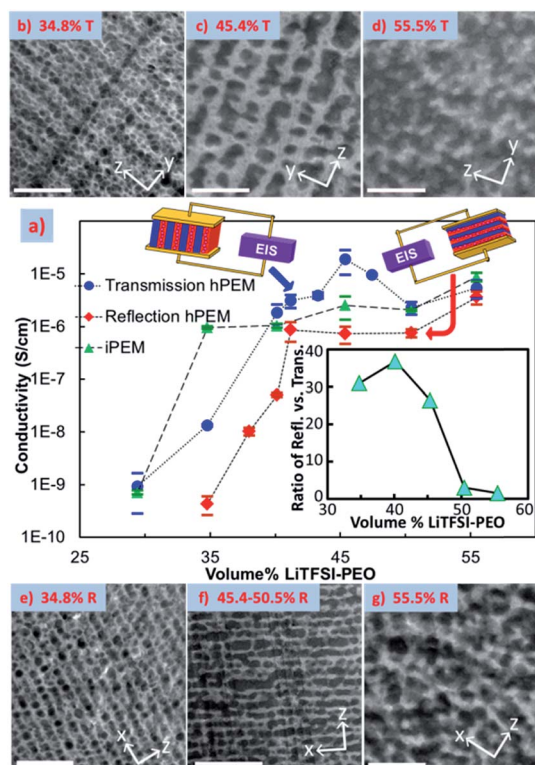 b) 34.8% T
c) 45.4% T
d) 55.5% T
z
y
y
z
z
y
a)
EIS
EIS
Conductivity (S/cm)
1E-5
1E-6
1E-7
1E-8
1E-9
1E-10
Transmission hPEM
Reflection hPEM
iPEM
Ratio of Refl. vs. Trans.
40
30
20
10
0
30
40
50
60
Volume % LiTFSI-PEO
25
35
45
55
Volume% LiTFSI-PEO
e) 34.8% R
f) 45.4-50.5% R
g) 55.5% R
x
z
x
z
x
z